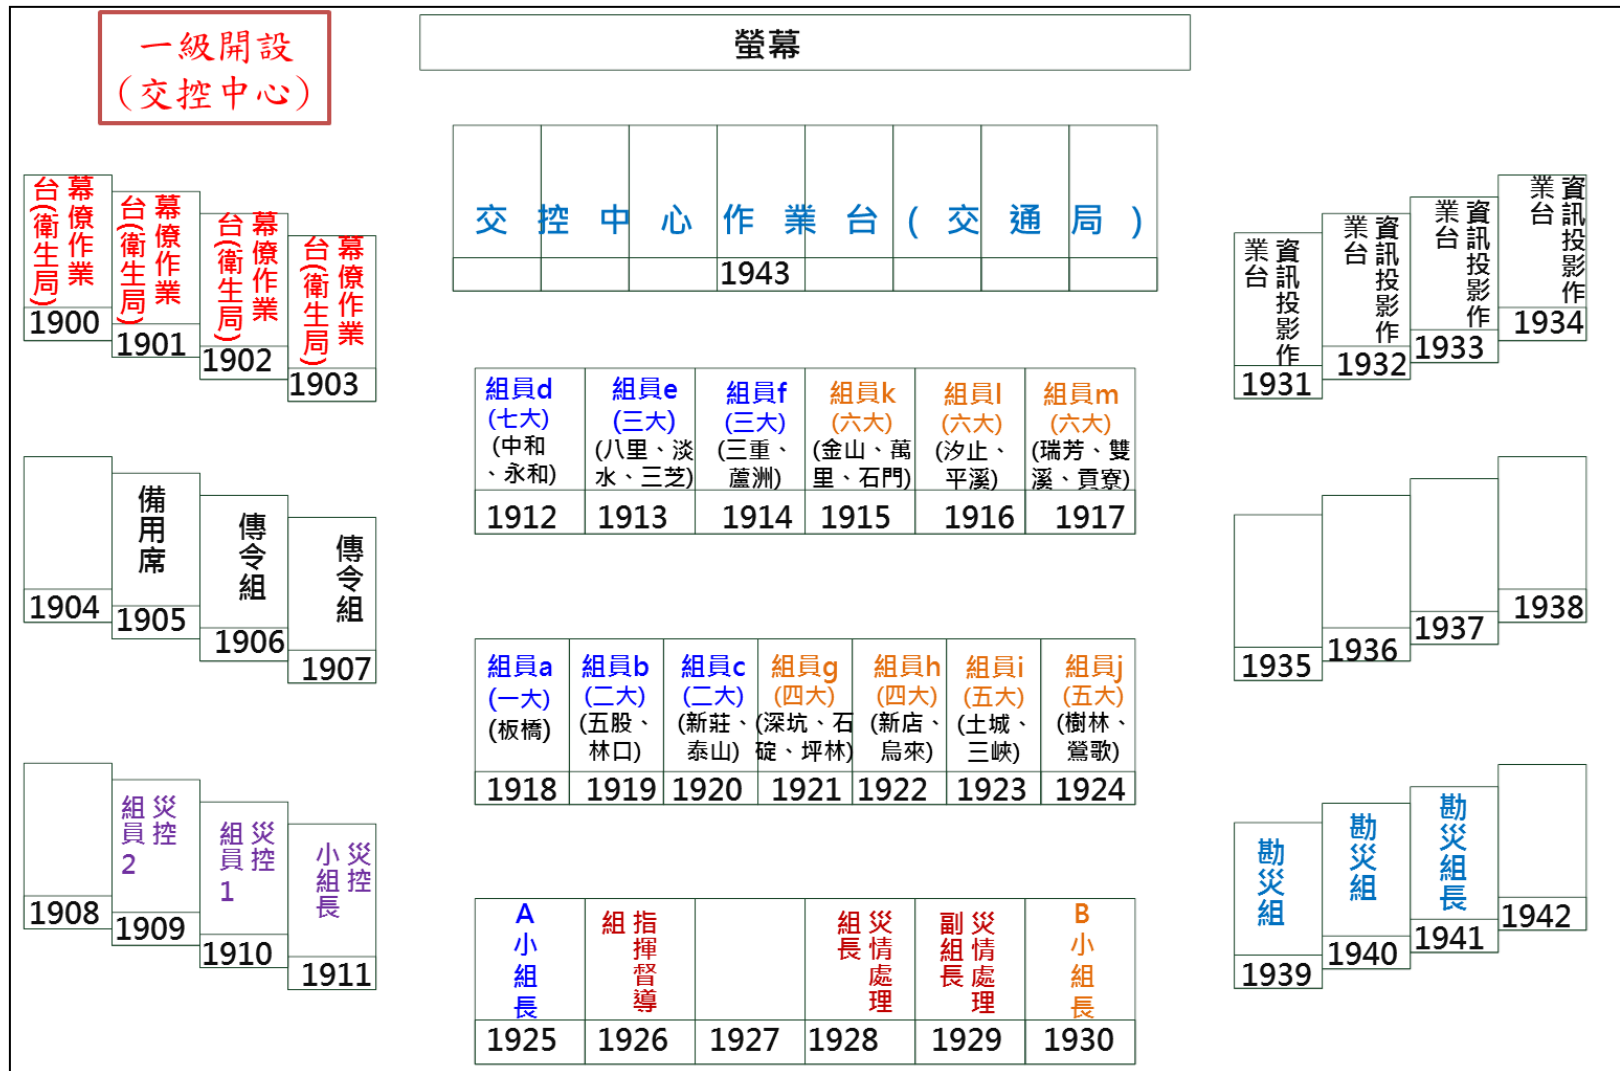 一級開設
（交控中心）
螢幕
交控中心作業台(交通局)
1943
幕僚作業
台(衛生局)
1900
幕僚作業
台(衛生局)
1901
幕僚作業
台(衛生局)
1902
幕僚作業
台(衛生局)
1903
資訊投影作
業台
1931
資訊投影作
業台
1932
資訊投影作
業台
1933
資訊投影作
業台
1934
組員d
(七大)
(中和
、永和)
1912
組員e
(三大)
(八里、淡
水、三芝)
1913
組員f
(三大)
(三重、
蘆洲)
1914
組員k
(六大)
(金山、萬
里、石門)
1915
組員l
(六大)
(汐止、
平溪)
1916
組員m
(六大)
(瑞芳、雙
溪、貢寮)
1917
1904
備用席
1905
傳令組
1906
傳令組
1907
1935
1936
1937
1938
組員a
(一大)
(板橋)
1918
組員b
(二大)
(五股、
林口)
1919
組員c
(二大)
(新莊、
泰山)
1920
組員g
(四大)
(深坑、石
碇、坪林)
1921
組員h
(四大)
(新店、
烏來)
1922
組員i
(五大)
(土城、
三峽)
1923
組員j
(五大)
(樹林、
鶯歌)
1924
1908
災控
組員2
1909
災控
組員1
1910
災控
小組長
1911
A小組長
1925
指揮督導
組
1926
1927
災情處理
組長
1928
災情處理
副組長
1929
B小組長
1930
勘災組
1939
勘災組
1940
勘災組長
1941
1942